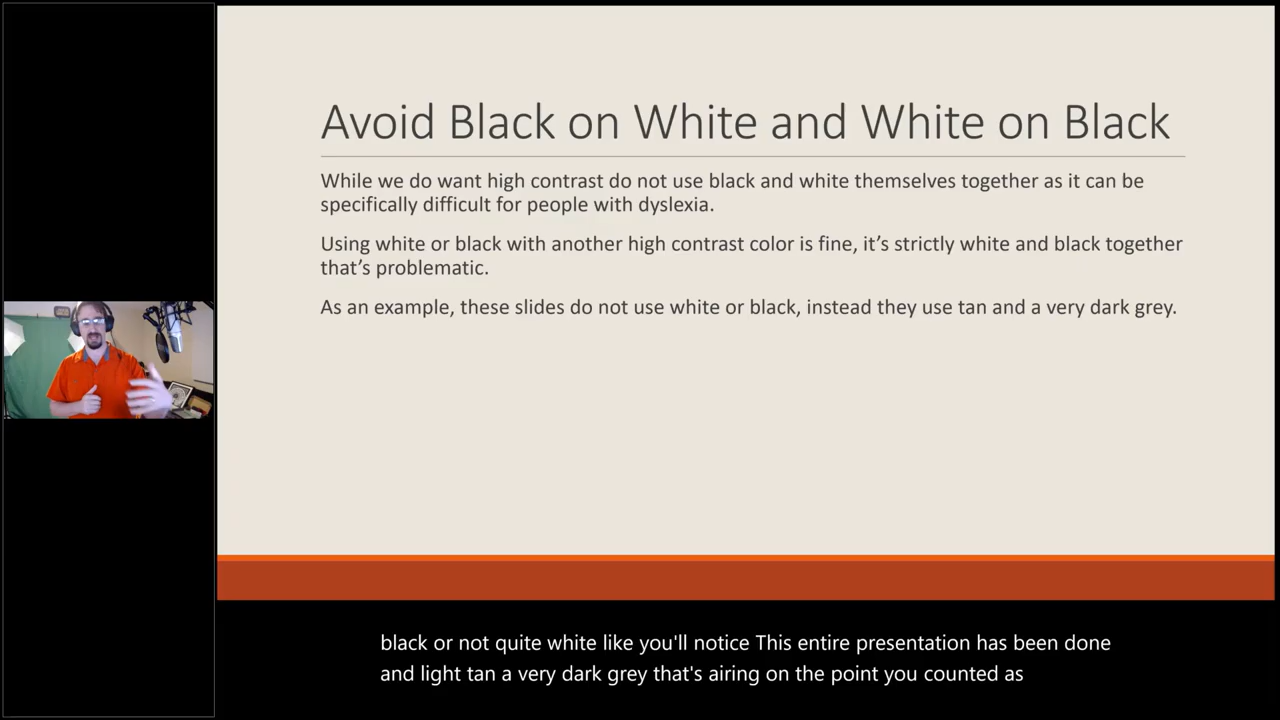 Avoid Black on White and White on Black
While we do want high contrast do not use black and white themselves together as it can be
specifically difficult for people with dyslexia.
Using white or black with another high contrast color is fine, it’s strictly white and black together
that’s problematic.
As an example, these slides do not use white or black, instead they use tan and a very dark grey.
black or not quite white like you'll notice This entire presentation has been done
and light tan a very dark grey that's airing on the point you counted as